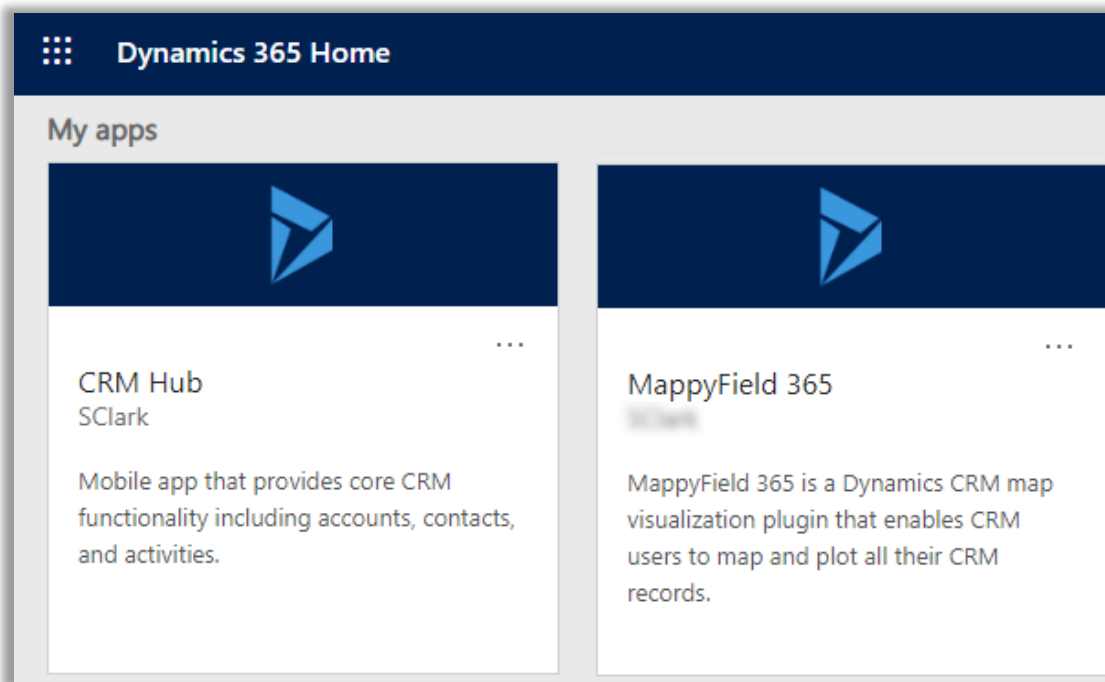 Dynamics 365 Home
My apps
...
CRM Hub
SClark
Mobile app that provides core CRM
functionality including accounts, contacts,
and activities.
...
MappyField 365
MappyField 365 is a Dynamics CRM map
visualization plugin that enables CRM
users to map and plot all their CRM
records.